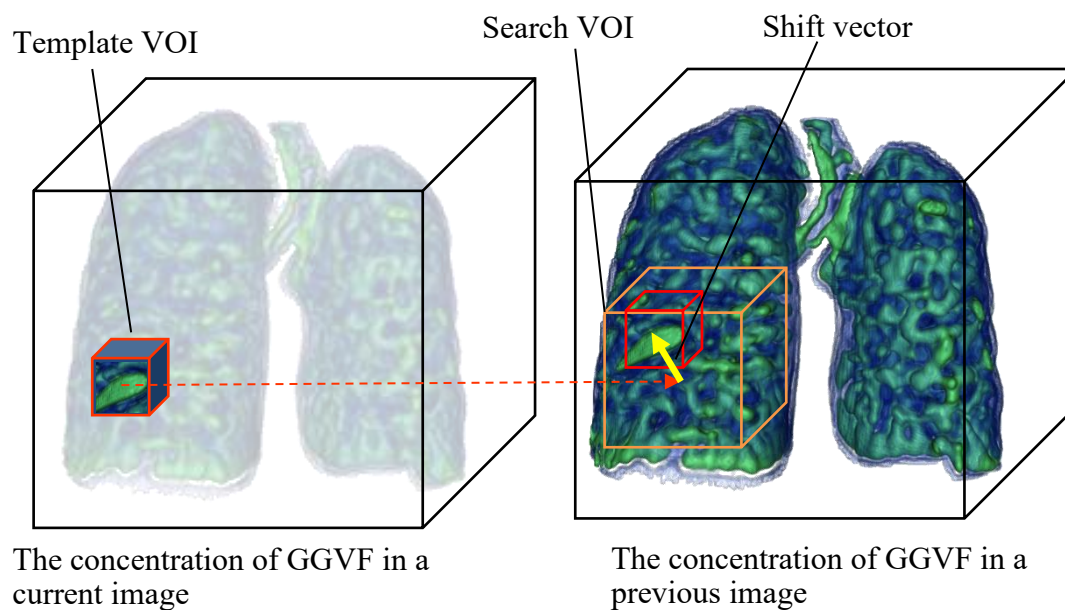 Template VOI
Search VOI
Shift vector
The concentration of GGVF in a
current image
The concentration of GGVF in a
previous image